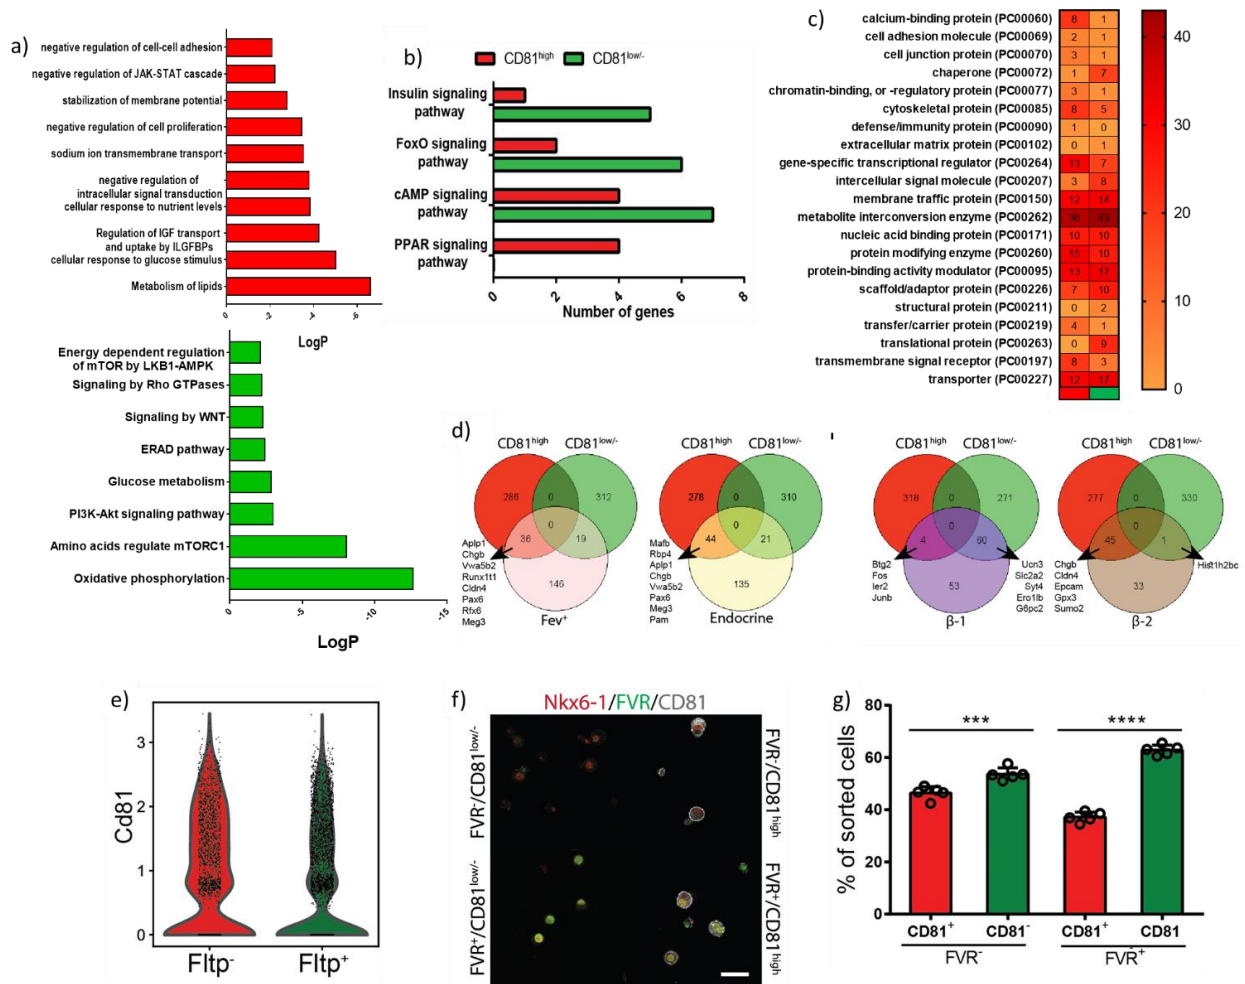 a)
negative regulation of cell-cell adhesion
negative regulation of JAK-STAT cascade
stabilization of membrane potential
negative regulation of cell proliferation
sodium ion transmembrane transport
negative regulation of
intracellular signal transduction
cellular response to nutrient levels
Regulation of IGF transport
and uptake by ILGFBPs
cellular response to glucose stimulus
Metabolism of lipids
0 -2 -4 -6
LogP
Energy dependent regulation
of mTOR by LKB1-AMPK
Signaling by Rho GTPases
Signaling by WNT
ERAD pathway
Glucose metabolism
PI3K-Akt signaling pathway
Amino acids regulate mTORC1
Oxidative phosphorylation
0 -5 -10 -15
LogP
b)
CD81high CD81low/-
Insulin signaling
pathway
FoxO signaling
pathway
cAMP signaling
pathway
PPAR signaling
pathway
0 2 4 6 8
Number of genes
c)
calcium-binding protein (PC00060) 8 1
cell adhesion molecule (PC00069) 2 1
cell junction protein (PC00070) 3 1
chaperone (PC00072) 1 7
chromatin-binding, or -regulatory protein (PC00077) 3 1
cytoskeletal protein (PC00085) 8 5
defense/immunity protein (PC00090) 1 0
extracellular matrix protein (PC00102) 0 1
gene-specific transcriptional regulator (PC00264) 13 7
intercellular signal molecule (PC00207) 3 8
membrane traffic protein (PC00150) 12 14
metabolite interconversion enzyme (PC00262) 36 43
nucleic acid binding protein (PC00171) 10 10
protein modifying enzyme (PC00260) 15 10
protein-binding activity modulator (PC00095) 13 17
scaffold/adaptor protein (PC00226) 7 10
structural protein (PC00211) 0 2
transfer/carrier protein (PC00219) 4 1
translational protein (PC00263) 0 9
transmembrane signal receptor (PC00197) 8 3
transporter (PC00227) 12 17
40
30
20
10
0
d)
CD81high CD81low/-
286 0 312
0
36 19
146
Aplp1
Chgb
Vwa5b2
Runx1t1
Cldn4
Pax6
Rfx6
Meg3
Fev+
CD81high CD81low/-
278 0 310
0
44 21
135
Mafb
Rbp4
Aplp1
Chgb
Vwa5b2
Pax6
Meg3
Pam
Endocrine
CD81high CD81low/-
318 0 271
0
4 60
53
Btg2
Fos
Ier2
Junb
Ucn3
Slc2a2
Syt4
Ero1lb
G6pc2
β-1
CD81high CD81low/-
277 0 330
0
45 1
33
Chgb
Cldn4
Epcam
Gpx3
Sumo2
Hist1h2bc
β-2
e)
Cd81
3
2
1
0
Fltp- Fltp+
f)
Nkx6-1/FVR/CD81
FVR-/CD81low/-
FVR+/CD81low/-
FVR-/CD81high
FVR+/CD81high
g)
% of sorted cells
80
60
40
20
0
*** ****
CD81+ CD81- CD81+ CD81
FVR- FVR+